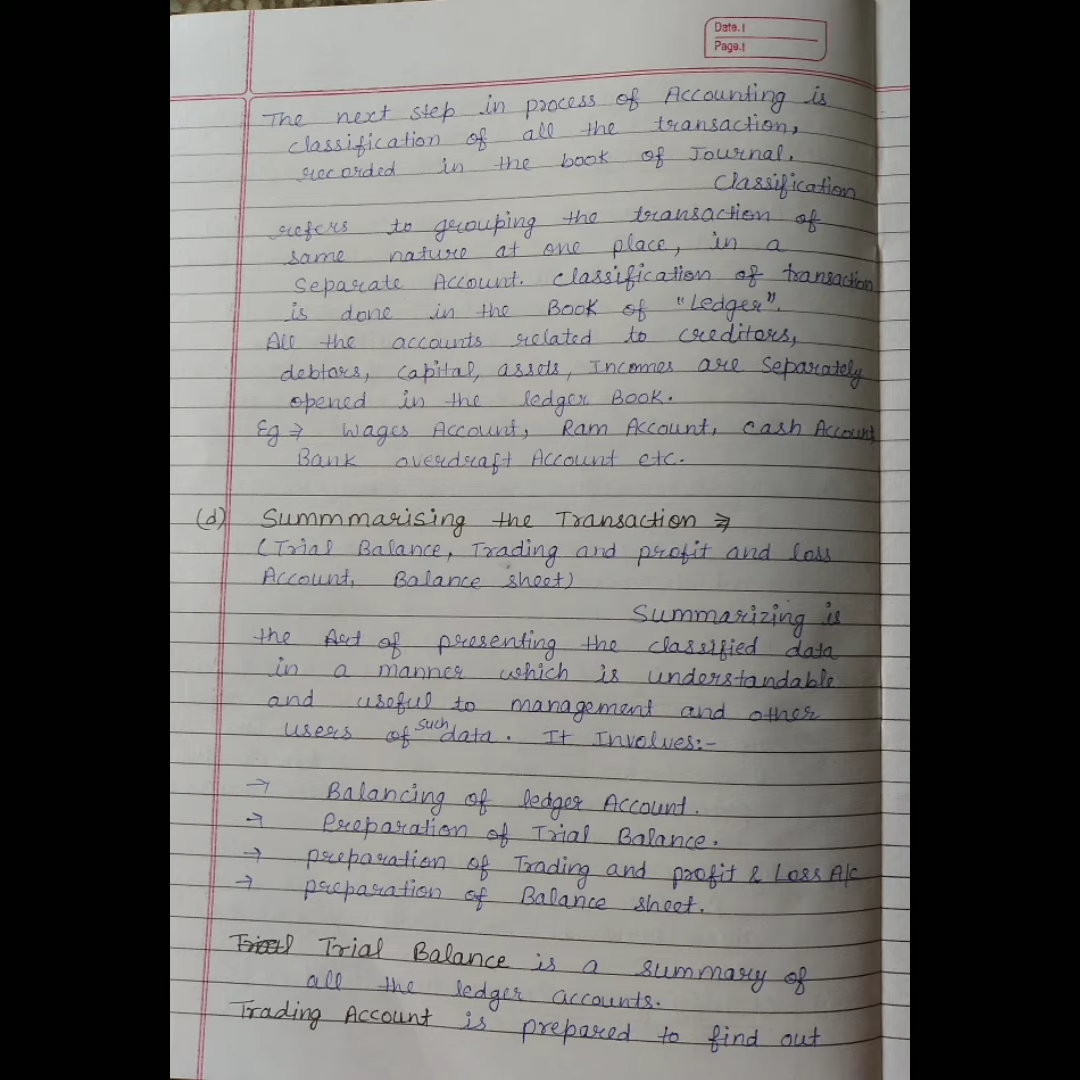 Date.!
Page.!
The next step in process of Accounting is
classification of all the transaction,
recorded in the book of Journal.
Classification
refers to grouping the transaction of
same nature at one place, in a
Separate Account. Classification of transaction
is done in the Book of "Ledger".
All the accounts related to creditors,
debtors, capital, assets, Incomes are separately
opened in the ledger Book.
Eg → Wages Account, Ram Account, Cash Account,
Bank overdraft Account etc.
(d) Summmarising the Transaction ⇒
(Trial Balance, Trading and profit and loss
Account, Balance sheet)
Summarizing is
the Act of presenting the classified data
in a manner which is understandable
and useful to management and other
users of such data. It Involves:-
→ Balancing of ledger Account.
→ Preparation of Trial Balance.
→ preparation of Trading and profit & Loss A/c
→ preparation of Balance sheet.
Trial Trial Balance is a summary of
all the ledger accounts.
Trading Account is prepared to find out